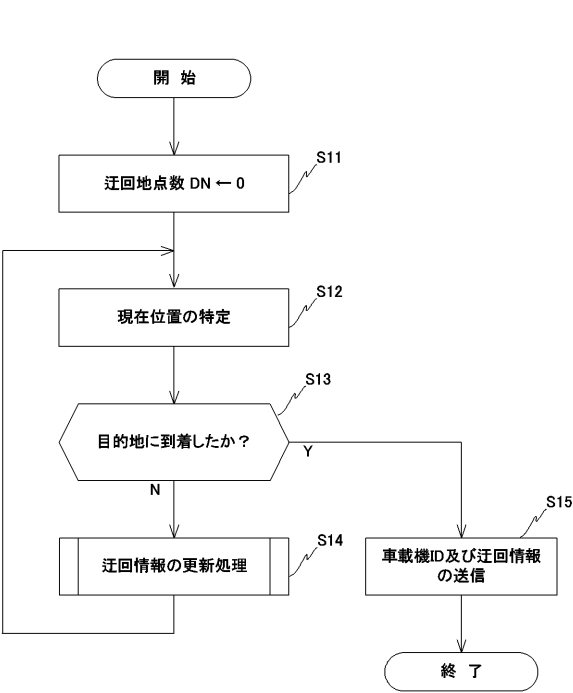 開 始
S11
迂回地点数 DN ← 0
S12
現在位置の特定
S13
目的地に到着したか？
Y
N
S14
迂回情報の更新処理
S15
車載機ID及び迂回情報
の送信
終 了